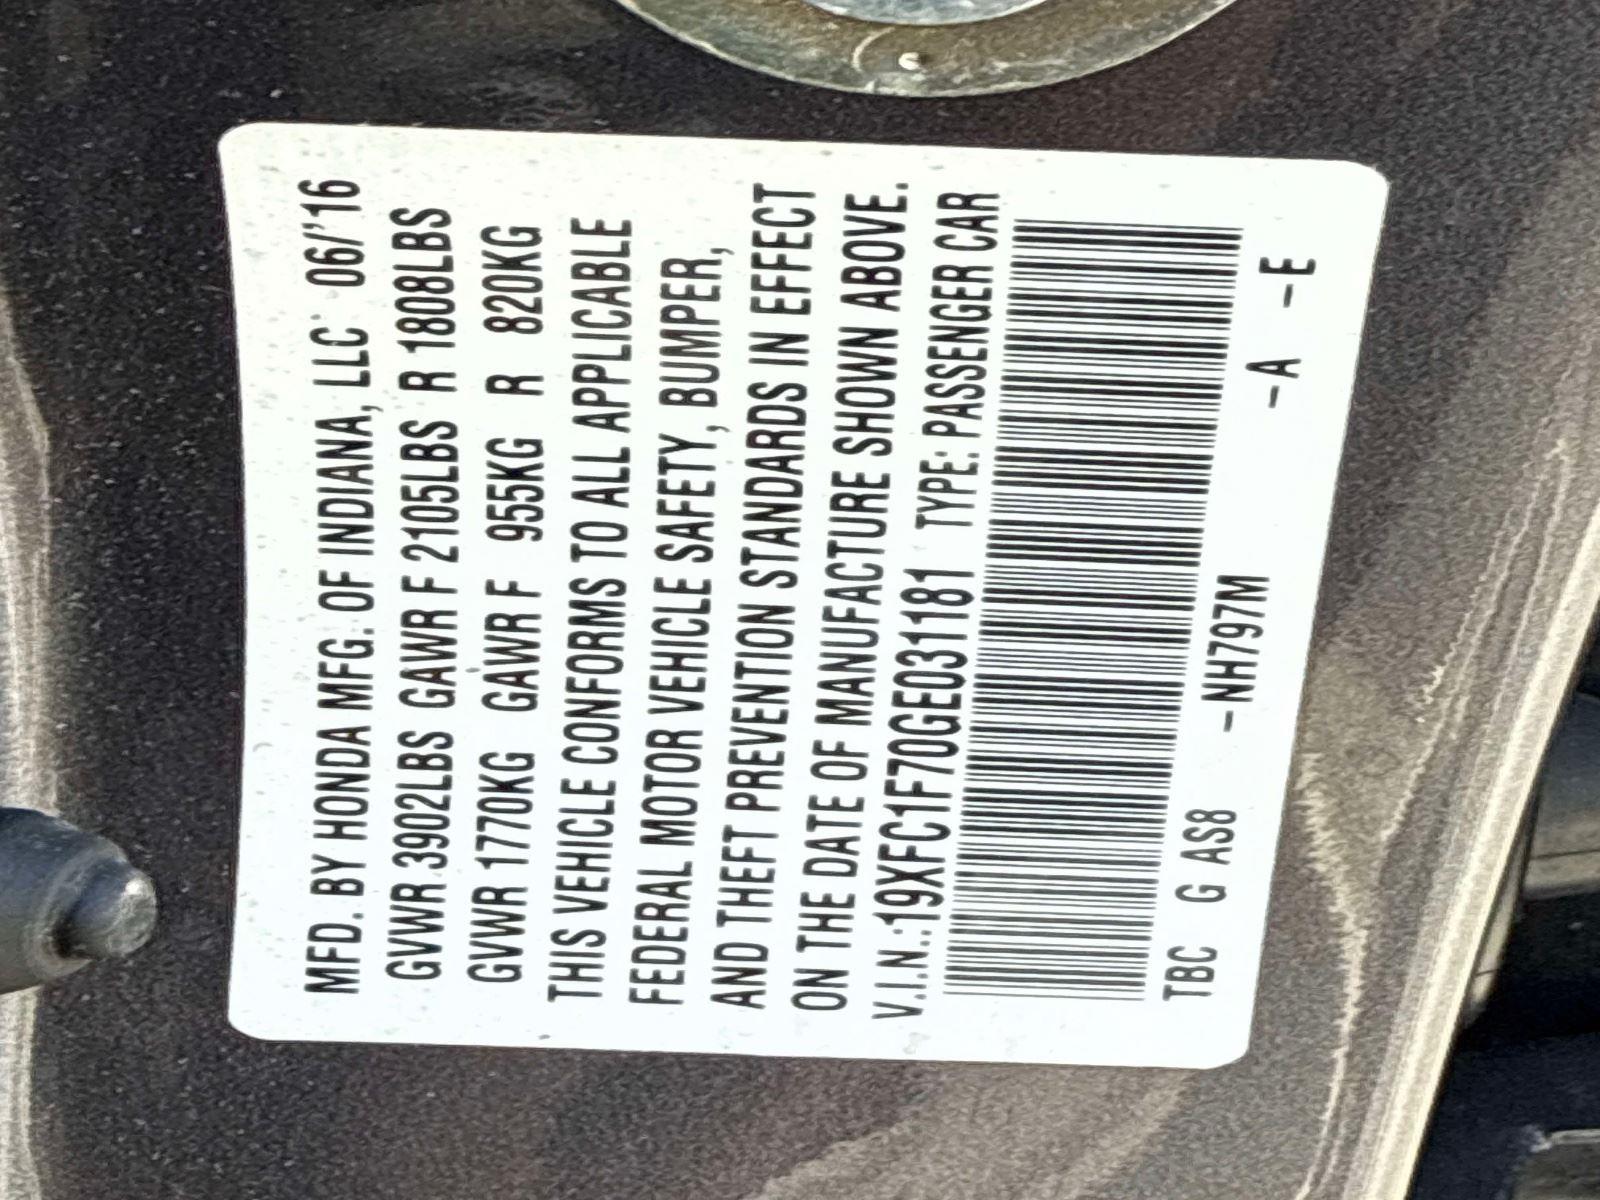 MFD. BY HONDA MFG. OF INDIANA, LLC 06/'16
GVWR 3902LBS GAWR F 2105LBS R 1808LBS
GVWR 1770KG GAWR F 955KG R 820KG
THIS VEHICLE CONFORMS TO ALL APPLICABLE
FEDERAL MOTOR VEHICLE SAFETY, BUMPER,
AND THEFT PREVENTION STANDARDS IN EFFECT
ON THE DATE OF MANUFACTURE SHOWN ABOVE.
V.I.N.:19XFC1F70GE031181 TYPE: PASSENGER CAR
TBC G AS8 -NH797M -A -E